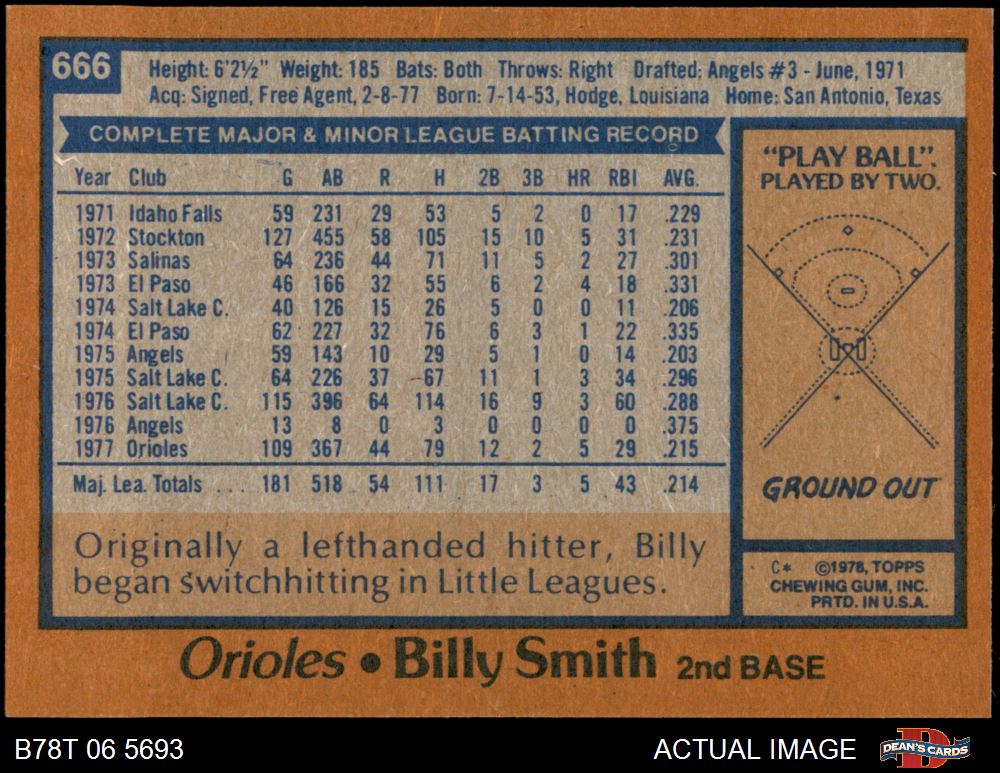 666
Height: 6'2½" Weight: 185 Bats: Both Throws: Right Drafted: Angels #3 - June, 1971
Acq: Signed, Free Agent, 2-8-77 Born: 7-14-53, Hodge, Louisiana Home: San Antonio, Texas
COMPLETE MAJOR & MINOR LEAGUE BATTING RECORD
Year Club G AB R H 2B 3B HR RBI AVG.
1971 Idaho Falls 59 231 29 53 5 2 0 17 .229
1972 Stockton 127 455 58 105 15 10 5 31 .231
1973 Salinas 64 236 44 71 11 5 2 27 .301
1973 El Paso 46 166 32 55 6 2 4 18 .331
1974 Salt Lake C. 40 126 15 26 5 0 0 11 .206
1974 El Paso 62 227 32 76 6 3 1 22 .335
1975 Angels 59 143 10 29 5 1 0 14 .203
1975 Salt Lake C. 64 226 37 67 11 1 3 34 .296
1976 Salt Lake C. 115 396 64 114 16 9 3 60 .288
1976 Angels 13 8 0 3 0 0 0 0 .375
1977 Orioles 109 367 44 79 12 2 5 29 .215
Maj. Lea. Totals ... 181 518 54 111 17 3 5 43 .214
Originally a lefthanded hitter, Billy
began switchhitting in Little Leagues.
"PLAY BALL".
PLAYED BY TWO.
GROUND OUT
C* ©1978, TOPPS
CHEWING GUM, INC.
PRTD. IN U.S.A.
Orioles • Billy Smith 2nd BASE
B78T 06 5693
ACTUAL IMAGE
DEAN'S CARDS